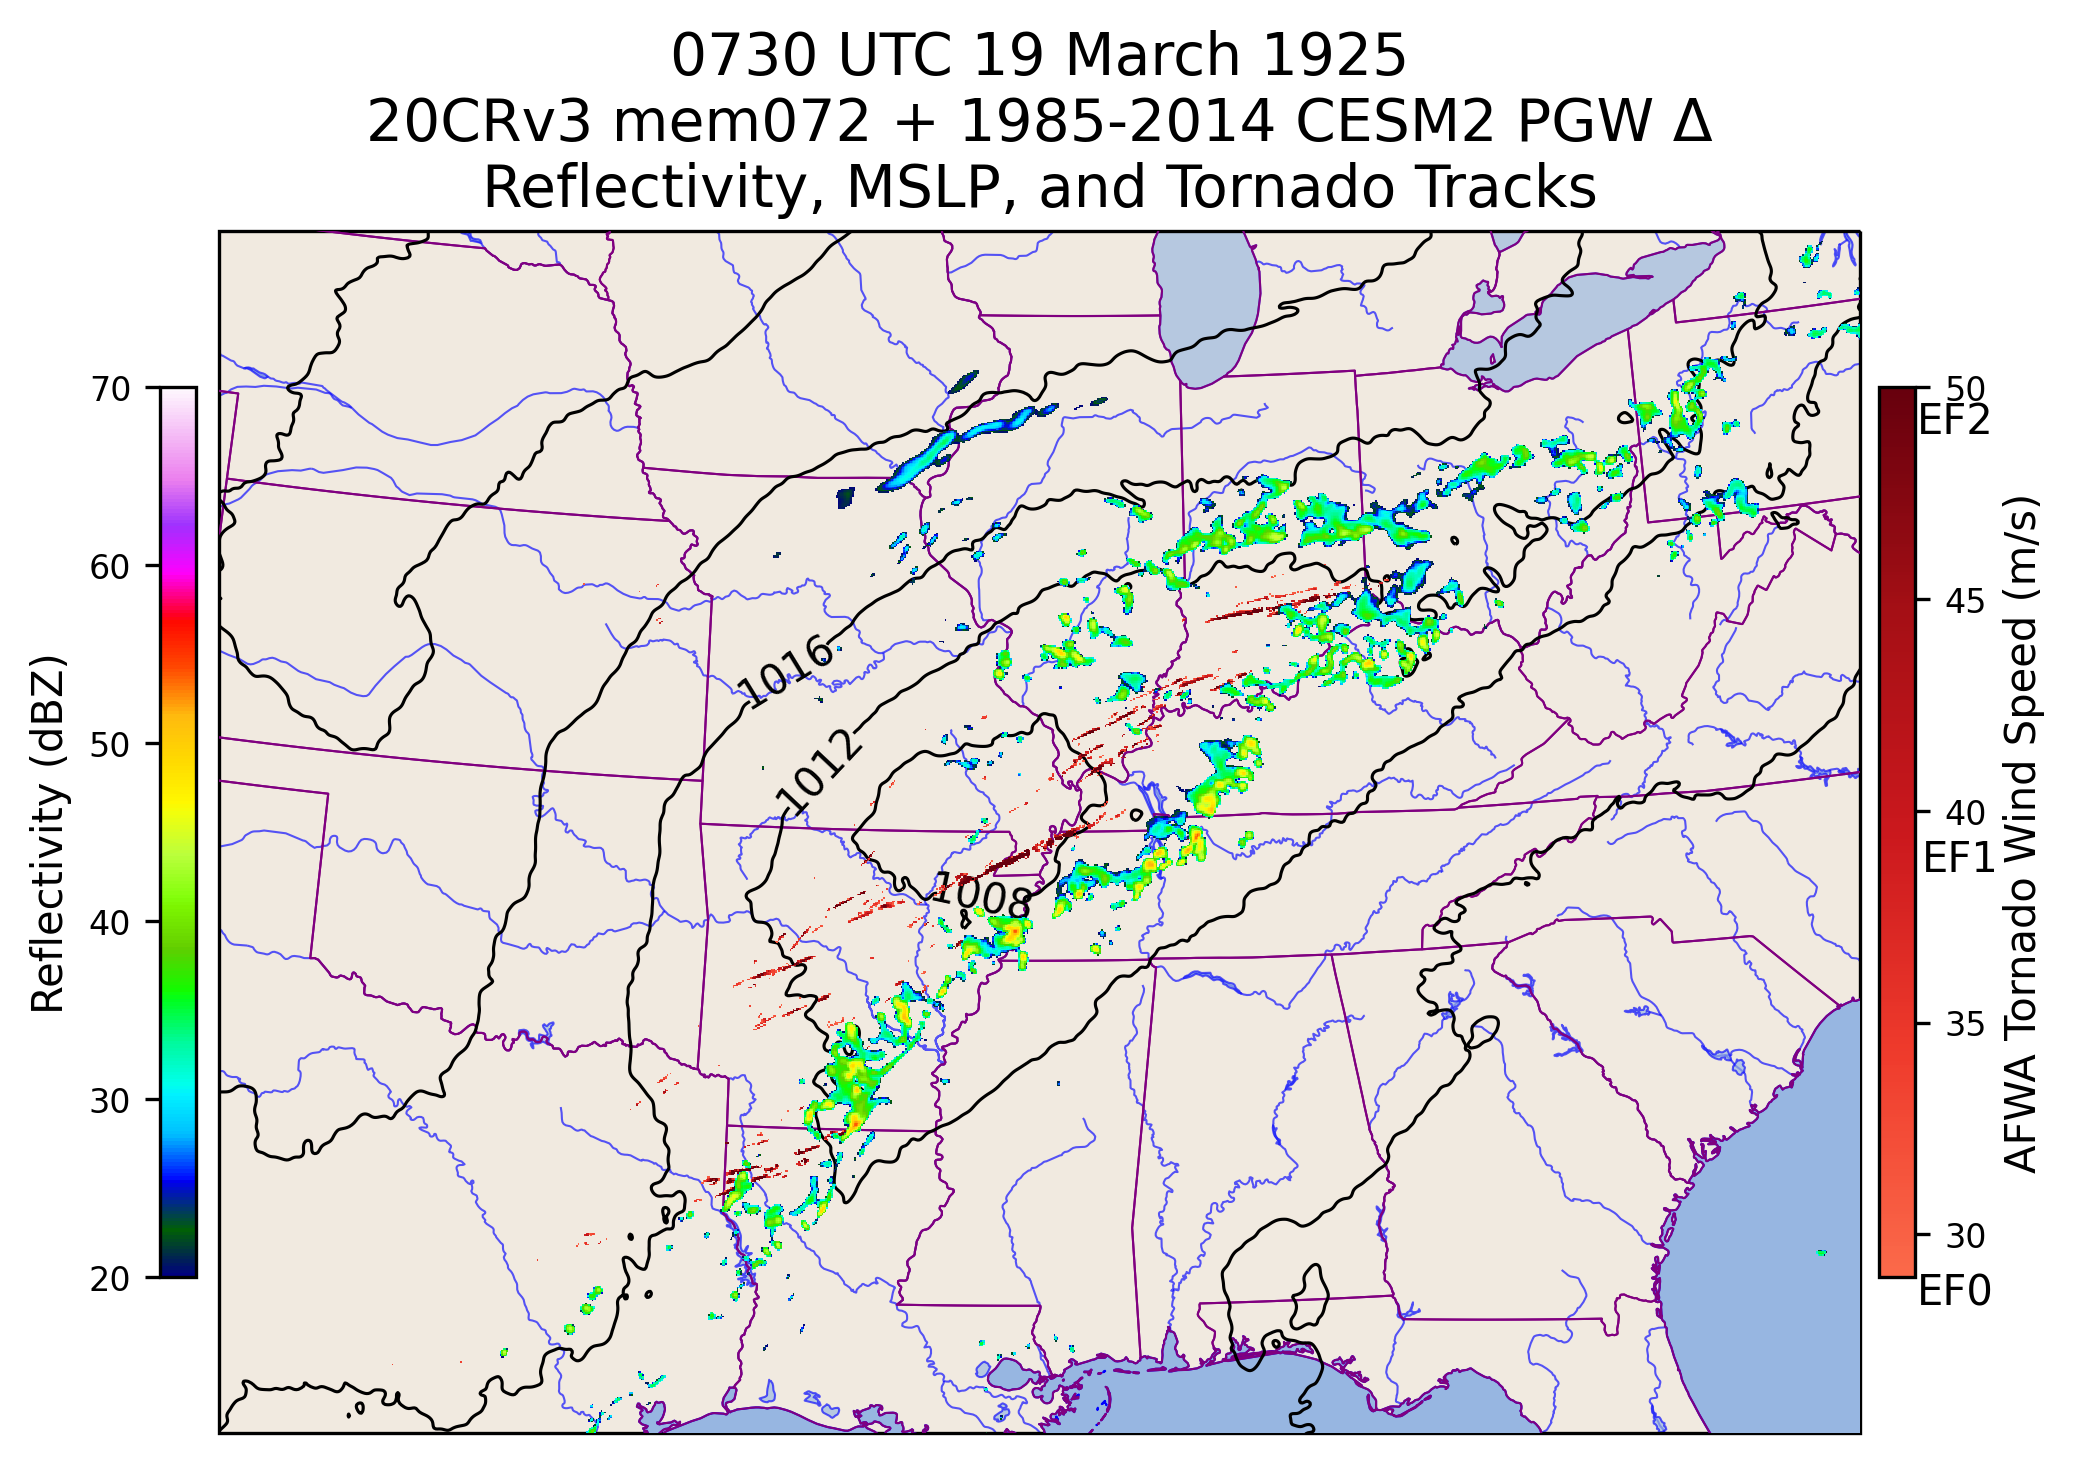 0730 UTC 19 March 1925
20CRv3 mem072 + 1985-2014 CESM2 PGW Δ
Reflectivity, MSLP, and Tornado Tracks
70
60
50
40
30
20
Reflectivity (dBZ)
1016
1012
1008
50
EF2
45
40
EF1
35
30
EF0
AFWA Tornado Wind Speed (m/s)